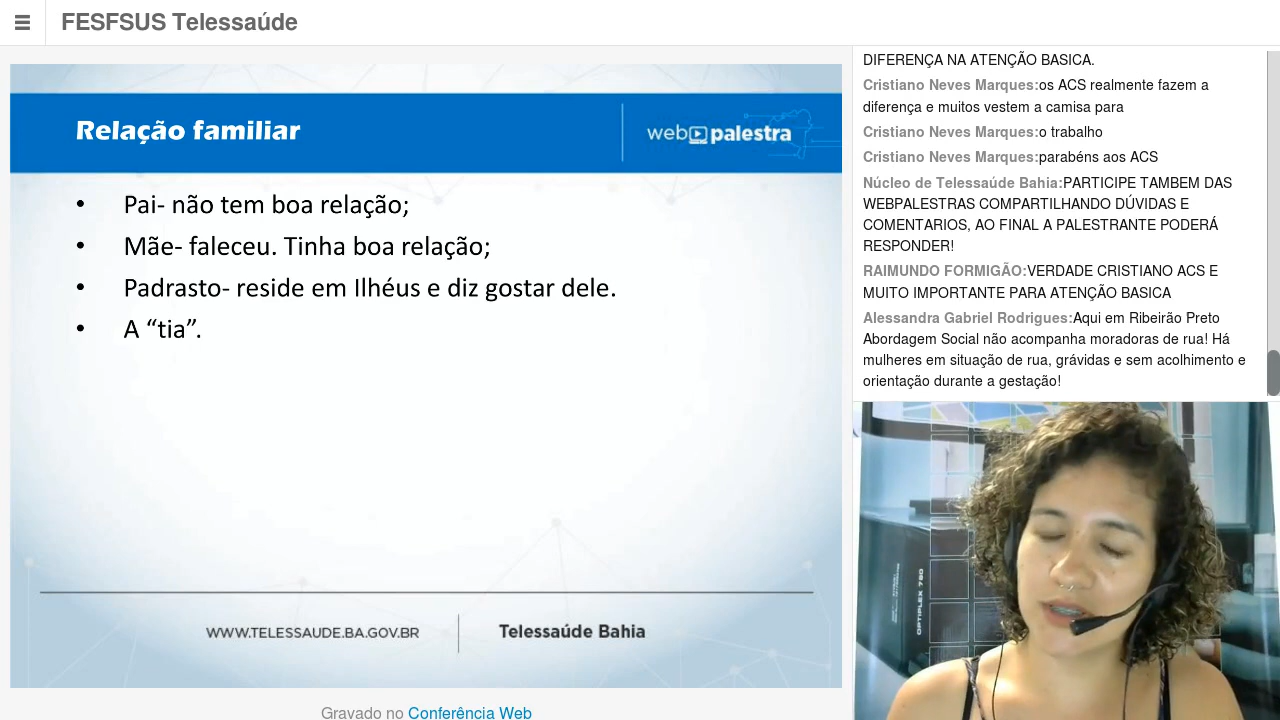 FESFSUS Telessaúde
Relação familiar
web palestra
• Pai- não tem boa relação;
• Mãe- faleceu. Tinha boa relação;
• Padrasto- reside em Ilhéus e diz gostar dele.
• A “tia”.
WWW.TELESSAUDE.BA.GOV.BR
Telessaúde Bahia
Gravado no Conferência Web
DIFERENÇA NA ATENÇÃO BASICA.
Cristiano Neves Marques:os ACS realmente fazem a
diferença e muitos vestem a camisa para
Cristiano Neves Marques:o trabalho
Cristiano Neves Marques:parabéns aos ACS
Núcleo de Telessaúde Bahia:PARTICIPE TAMBEM DAS
WEBPALESTRAS COMPARTILHANDO DÚVIDAS E
COMENTARIOS, AO FINAL A PALESTRANTE PODERÁ
RESPONDER!
RAIMUNDO FORMIGÃO:VERDADE CRISTIANO ACS E
MUITO IMPORTANTE PARA ATENÇÃO BASICA
Alessandra Gabriel Rodrigues:Aqui em Ribeirão Preto
Abordagem Social não acompanha moradoras de rua! Há
mulheres em situação de rua, grávidas e sem acolhimento e
orientação durante a gestação!
OPTIPLEX 780